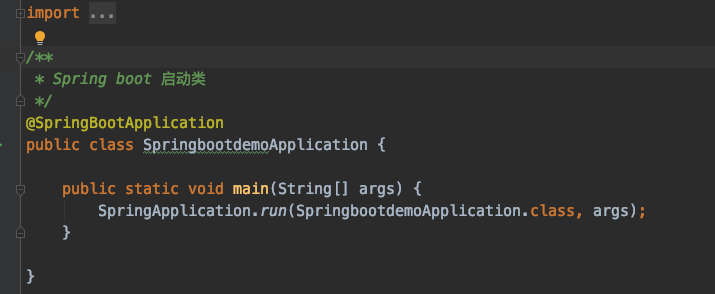 import ...
/**
 * Spring boot 启动类
 */
@SpringBootApplication
public class SpringbootdemoApplication {
    public static void main(String[] args) {
        SpringApplication.run(SpringbootdemoApplication.class, args);
    }
}